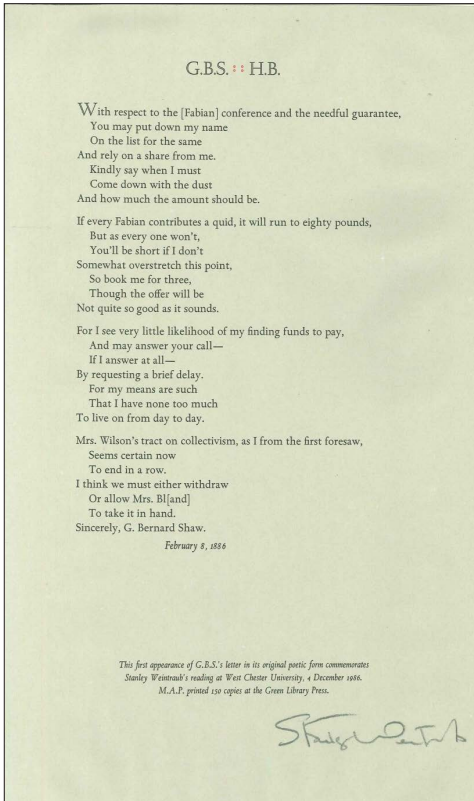 G.B.S. :: H.B.
With respect to the [Fabian] conference and the needful guarantee,
You may put down my name
On the list for the same
And rely on a share from me.
Kindly say when I must
Come down with the dust
And how much the amount should be.
If every Fabian contributes a quid, it will run to eighty pounds,
But as every one won't,
You'll be short if I don't
Somewhat overstretch this point,
So book me for three,
Though the offer will be
Not quite so good as it sounds.
For I see very little likelihood of my finding funds to pay,
And may answer your call—
If I answer at all—
By requesting a brief delay.
For my means are such
That I have none too much
To live on from day to day.
Mrs. Wilson's tract on collectivism, as I from the first foresaw,
Seems certain now
To end in a row.
I think we must either withdraw
Or allow Mrs. Bl[and]
To take it in hand.
Sincerely, G. Bernard Shaw.
February 8, 1886
This first appearance of G.B.S.'s letter in its original poetic form commemorates
Stanley Weintraub's reading at West Chester University, 4 December 1986.
M.A.P. printed 150 copies at the Green Library Press.
Stanley Weintraub